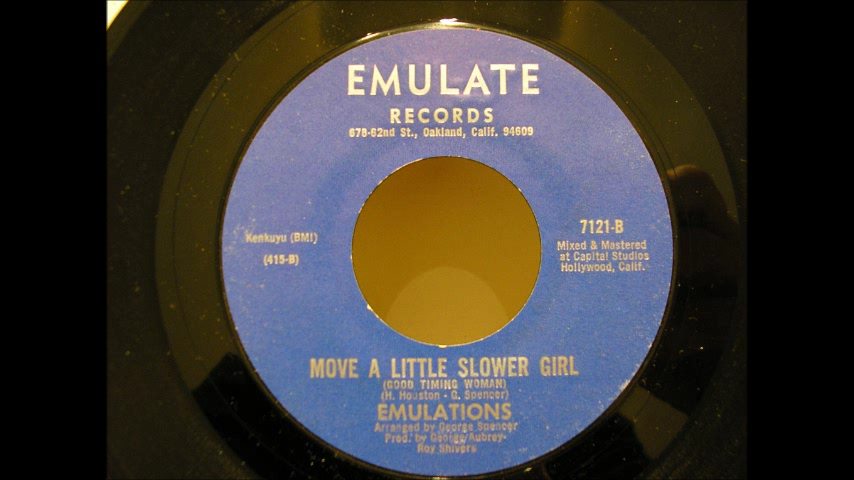 EMULATE
RECORDS
678-62nd St., Oakland, Calif. 94609
Kenkuyu (BMI)
(415-B)
7121-B
Mixed & Mastered
at Capital Studios
Hollywood, Calif.
MOVE A LITTLE SLOWER GIRL
(GOOD TIMING WOMAN)
(H. Houston - G. Spencer)
EMULATIONS
Arranged by George Spencer
Prod. by George/Aubrey-
Roy Shivers